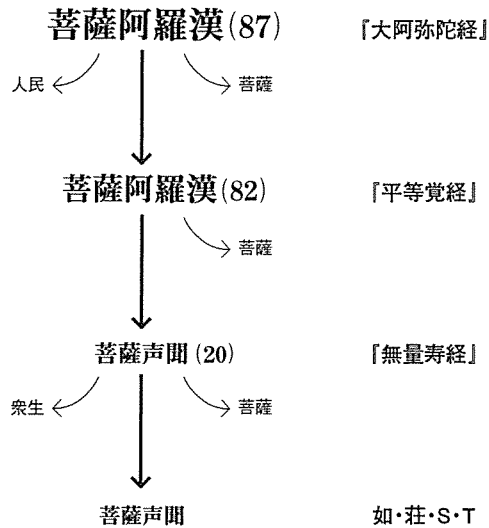 菩薩阿羅漢(87) 『大阿弥陀経』
人民 菩薩
菩薩阿羅漢(82) 『平等覚経』
菩薩
菩薩声聞(20) 『無量寿経』
衆生 菩薩
菩薩声聞 如・荘・S・T